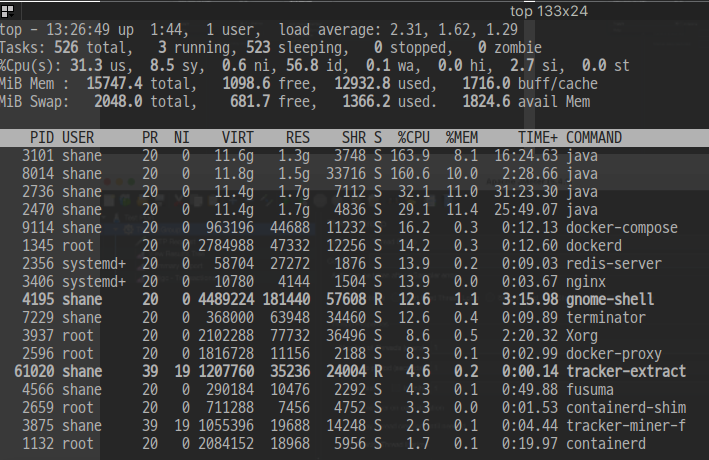 top 133x24
top - 13:26:49 up  1:44,  1 user,  load average: 2.31, 1.62, 1.29
Tasks: 526 total,   3 running, 523 sleeping,   0 stopped,   0 zombie
%Cpu(s): 31.3 us,  8.5 sy,  0.6 ni, 56.8 id,  0.1 wa,  0.0 hi,  2.7 si,  0.0 st
MiB Mem :  15747.4 total,   1098.6 free,  12932.8 used,   1716.0 buff/cache
MiB Swap:   2048.0 total,    681.7 free,   1366.2 used.   1824.6 avail Mem
PID USER PR NI VIRT RES SHR S %CPU %MEM TIME+ COMMAND
3101 shane 20 0 11.6g 1.3g 3748 S 163.9 8.1 16:24.63 java
8014 shane 20 0 11.8g 1.5g 33716 S 160.6 10.0 2:28.66 java
2736 shane 20 0 11.4g 1.7g 7112 S 32.1 11.0 31:23.30 java
2470 shane 20 0 11.4g 1.7g 4836 S 29.1 11.4 25:49.07 java
9114 shane 20 0 963196 44688 11232 S 16.2 0.3 0:12.13 docker-compose
1345 root 20 0 2784988 47332 12256 S 14.2 0.3 0:12.60 dockerd
2356 systemd+ 20 0 58704 27272 1876 S 13.9 0.2 0:09.03 redis-server
3406 systemd+ 20 0 10780 4144 1504 S 13.9 0.0 0:03.67 nginx
4195 shane 20 0 4489224 181440 57608 R 12.6 1.1 3:15.98 gnome-shell
7229 shane 20 0 368000 63948 34460 S 12.6 0.4 0:09.89 terminator
3937 root 20 0 2102288 77732 36496 S 8.6 0.5 2:20.32 Xorg
2596 root 20 0 1816728 11156 2188 S 8.3 0.1 0:02.99 docker-proxy
61020 shane 39 19 1207760 35236 24004 R 4.6 0.2 0:00.14 tracker-extract
4566 shane 20 0 290184 10476 2292 S 4.3 0.1 0:49.88 fusuma
2659 root 20 0 711288 7456 4752 S 3.3 0.0 0:01.53 containerd-shim
3875 shane 39 19 1055396 19688 14248 S 2.6 0.1 0:04.44 tracker-miner-f
1132 root 20 0 2084152 18968 5956 S 1.7 0.1 0:19.97 containerd